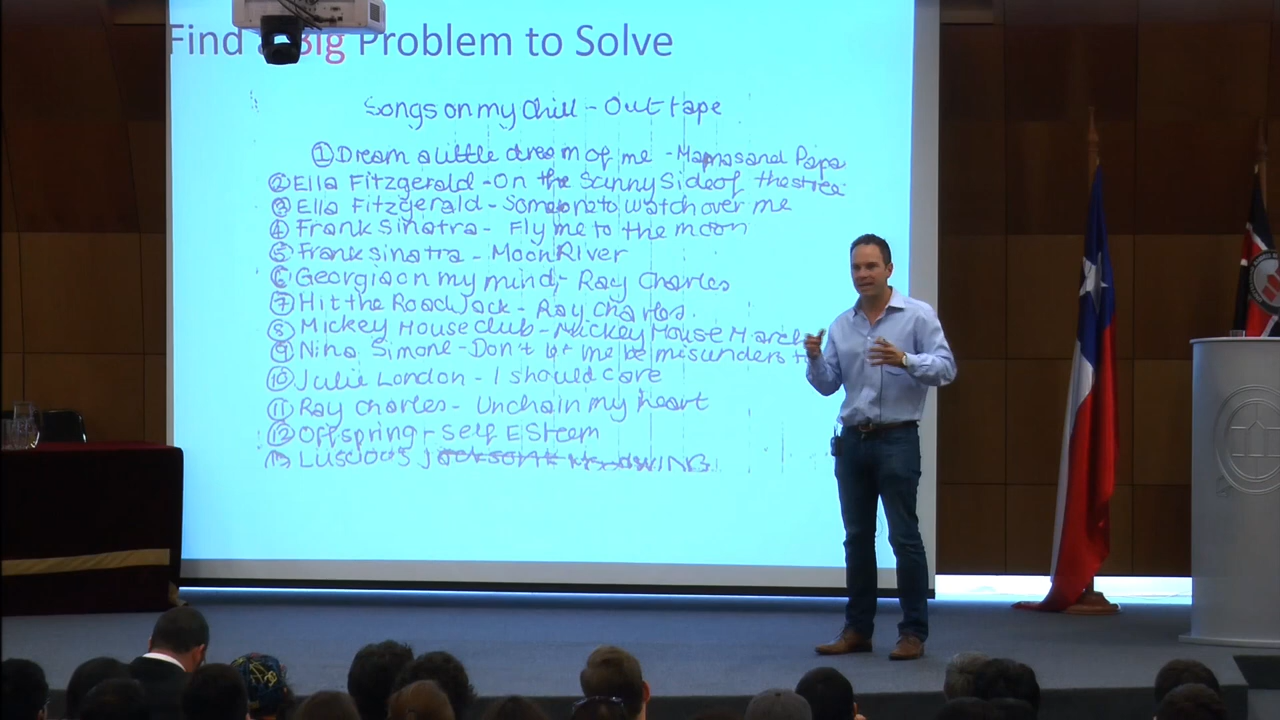 Find a Big Problem to Solve
Songs on my Chill - Out tape
① Dream a little dream of me - Mamas and Papa
② Ella Fitzgerald - On the Sunny Side of the stree
③ Ella Fitzgerald - Someone to watch over me
④ Frank Sinatra - Fly me to the moon
⑤ Frank sinatra - Moon River
⑥ Georgia on my mind - Ray Charles
⑦ Hit the Road Jack - Ray Charles.
⑧ Mickey House club - Mickey Mouse March
⑨ Nina Simone - Don't let me be misunders
⑩ Julie London - I should care
⑪ Ray Charles - Unchain my heart
⑫ Offspring - Self Esteem
⑬ Luscious